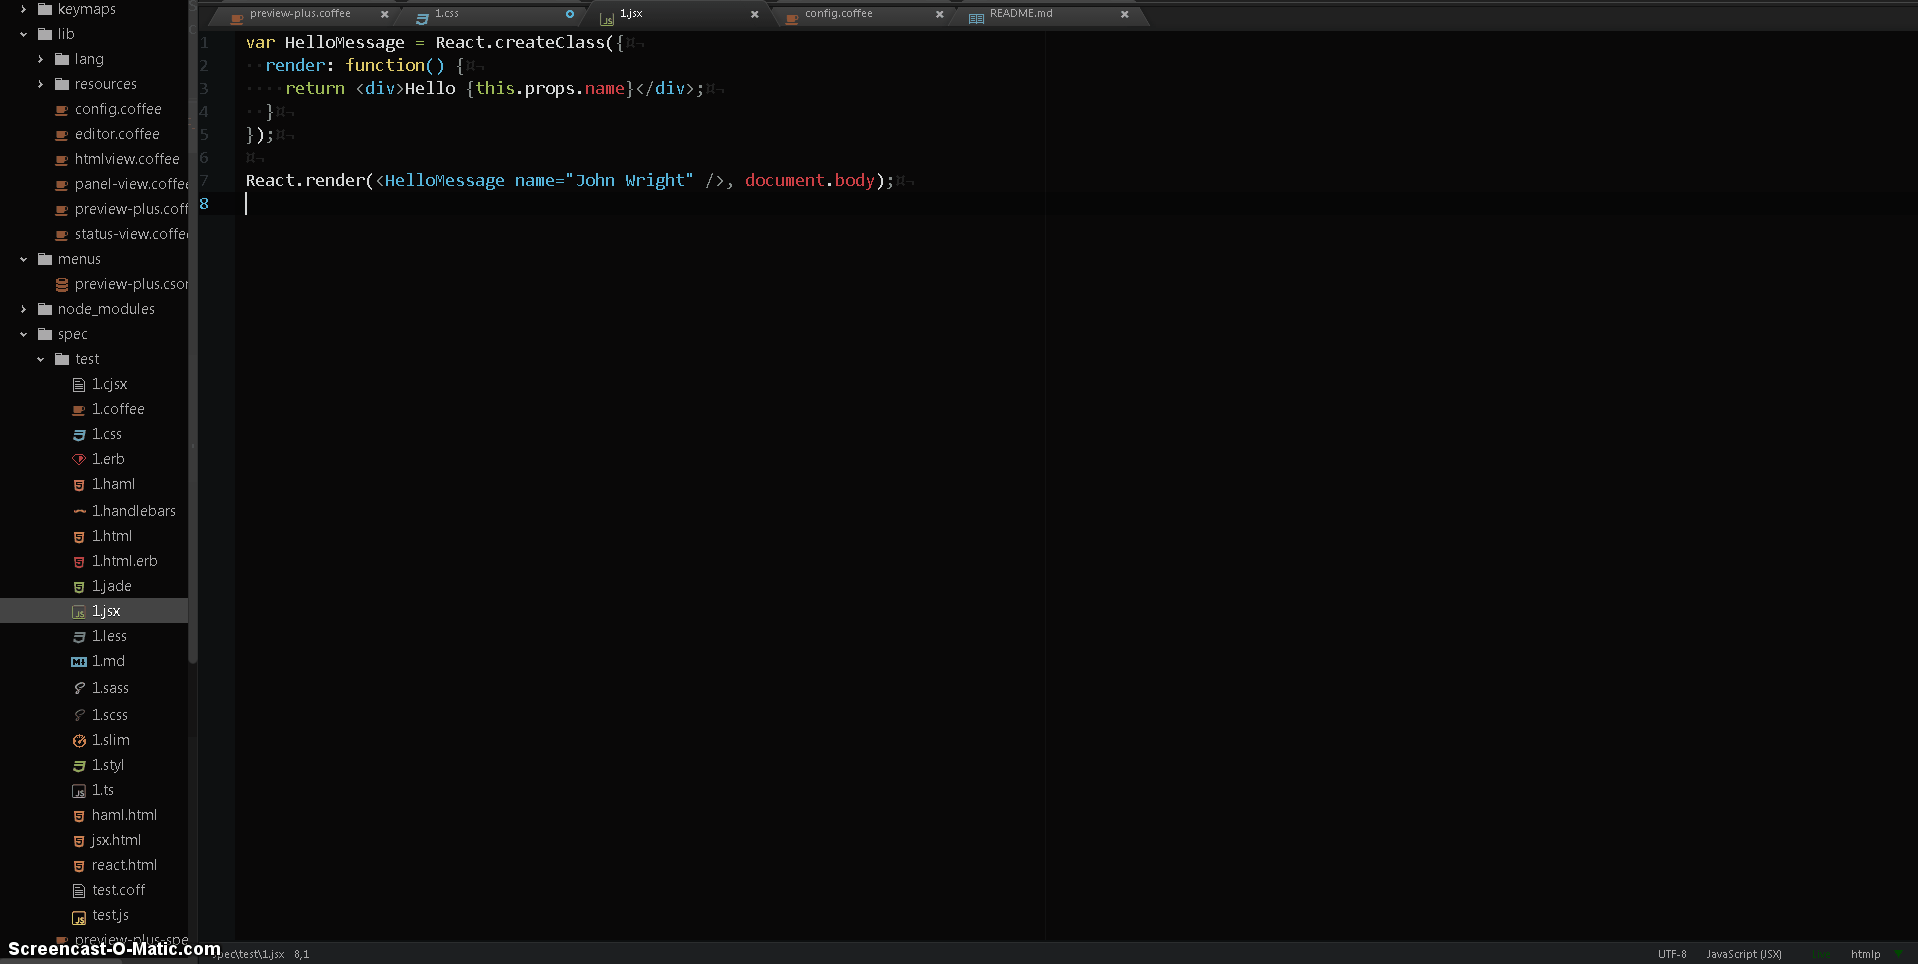 keymaps
lib
lang
resources
config.coffee
editor.coffee
htmlview.coffee
panel-view.coffee
preview-plus.coff
status-view.coffee
menus
preview-plus.cson
node_modules
spec
test
1.cjsx
1.coffee
1.css
1.erb
1.haml
1.handlebars
1.html
1.html.erb
1.jade
1.jsx
1.less
1.md
1.sass
1.scss
1.slim
1.styl
1.ts
haml.html
jsx.html
react.html
test.coff
test.js
preview-plus-spe
preview-plus.coffee
1.css
1.jsx
config.coffee
README.md
1 var HelloMessage = React.createClass({¤¬
2 ··render: function() {¤¬
3 ····return <div>Hello {this.props.name}</div>;¤¬
4 ··}¤¬
5 });¤¬
6 ¤¬
7 React.render(<HelloMessage name="John Wright" />, document.body);¤¬
8
Screencast-O-Matic.com
spec\test\1.jsx 8,1
UTF-8 JavaScript (JSX) Live htmlp